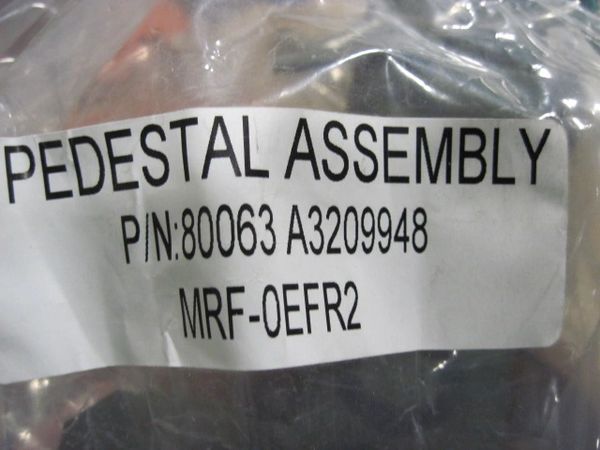 PEDESTAL ASSEMBLY
P/N:80063 A3209948
MRF-0EFR2